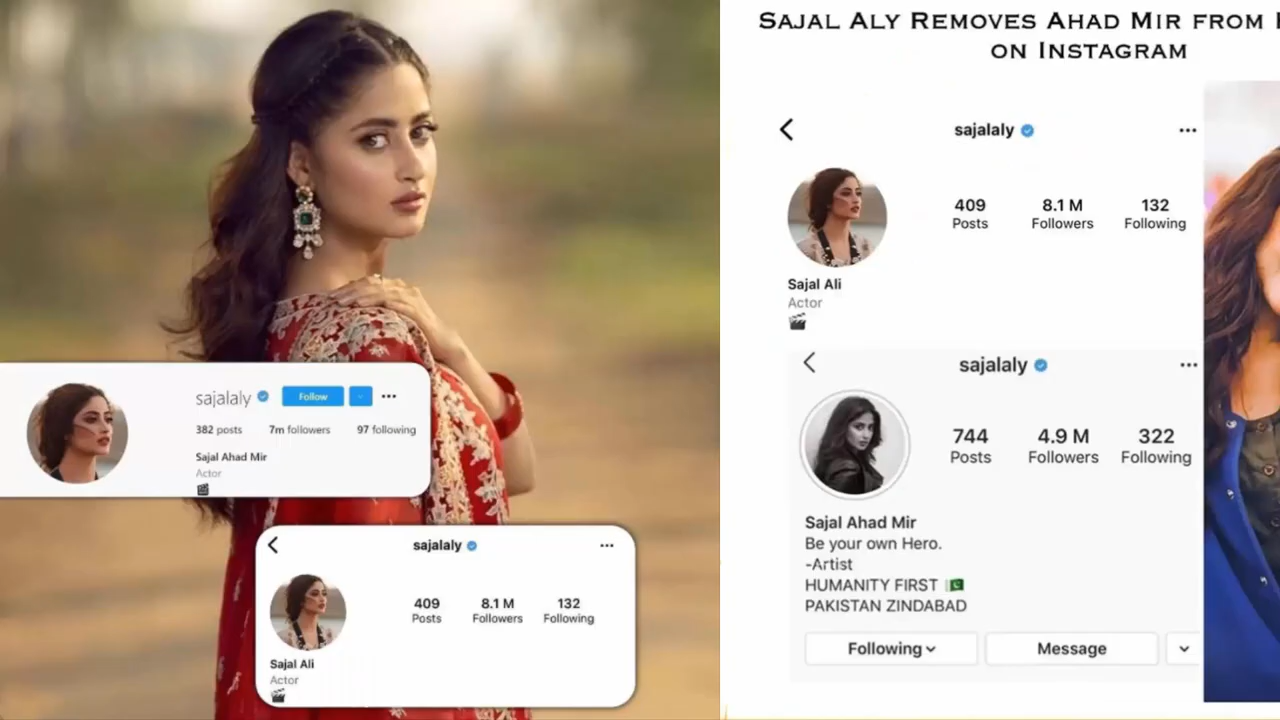 sajalaly
Follow
382 posts 7m followers 97 following
Sajal Ahad Mir
Actor
sajalaly
409 8.1 M 132
Posts Followers Following
Sajal Ali
Actor
SAJAL ALY REMOVES AHAD MIR FROM
ON INSTAGRAM
sajalaly
409 8.1 M 132
Posts Followers Following
Sajal Ali
Actor
sajalaly
744 4.9 M 322
Posts Followers Following
Sajal Ahad Mir
Be your own Hero.
-Artist
HUMANITY FIRST 🇵🇰
PAKISTAN ZINDABAD
Following Message